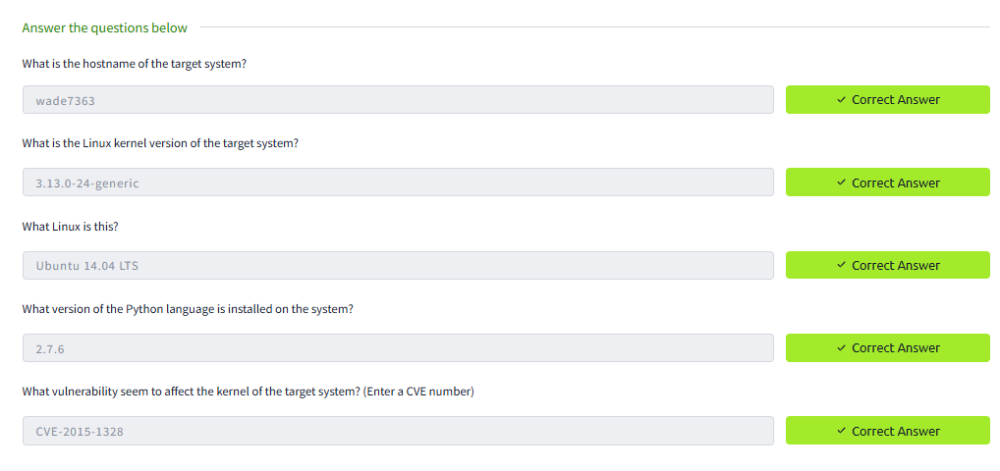 Answer the questions below
What is the hostname of the target system?
wade7363
✓ Correct Answer
What is the Linux kernel version of the target system?
3.13.0-24-generic
✓ Correct Answer
What Linux is this?
Ubuntu 14.04 LTS
✓ Correct Answer
What version of the Python language is installed on the system?
2.7.6
✓ Correct Answer
What vulnerability seem to affect the kernel of the target system? (Enter a CVE number)
CVE-2015-1328
✓ Correct Answer